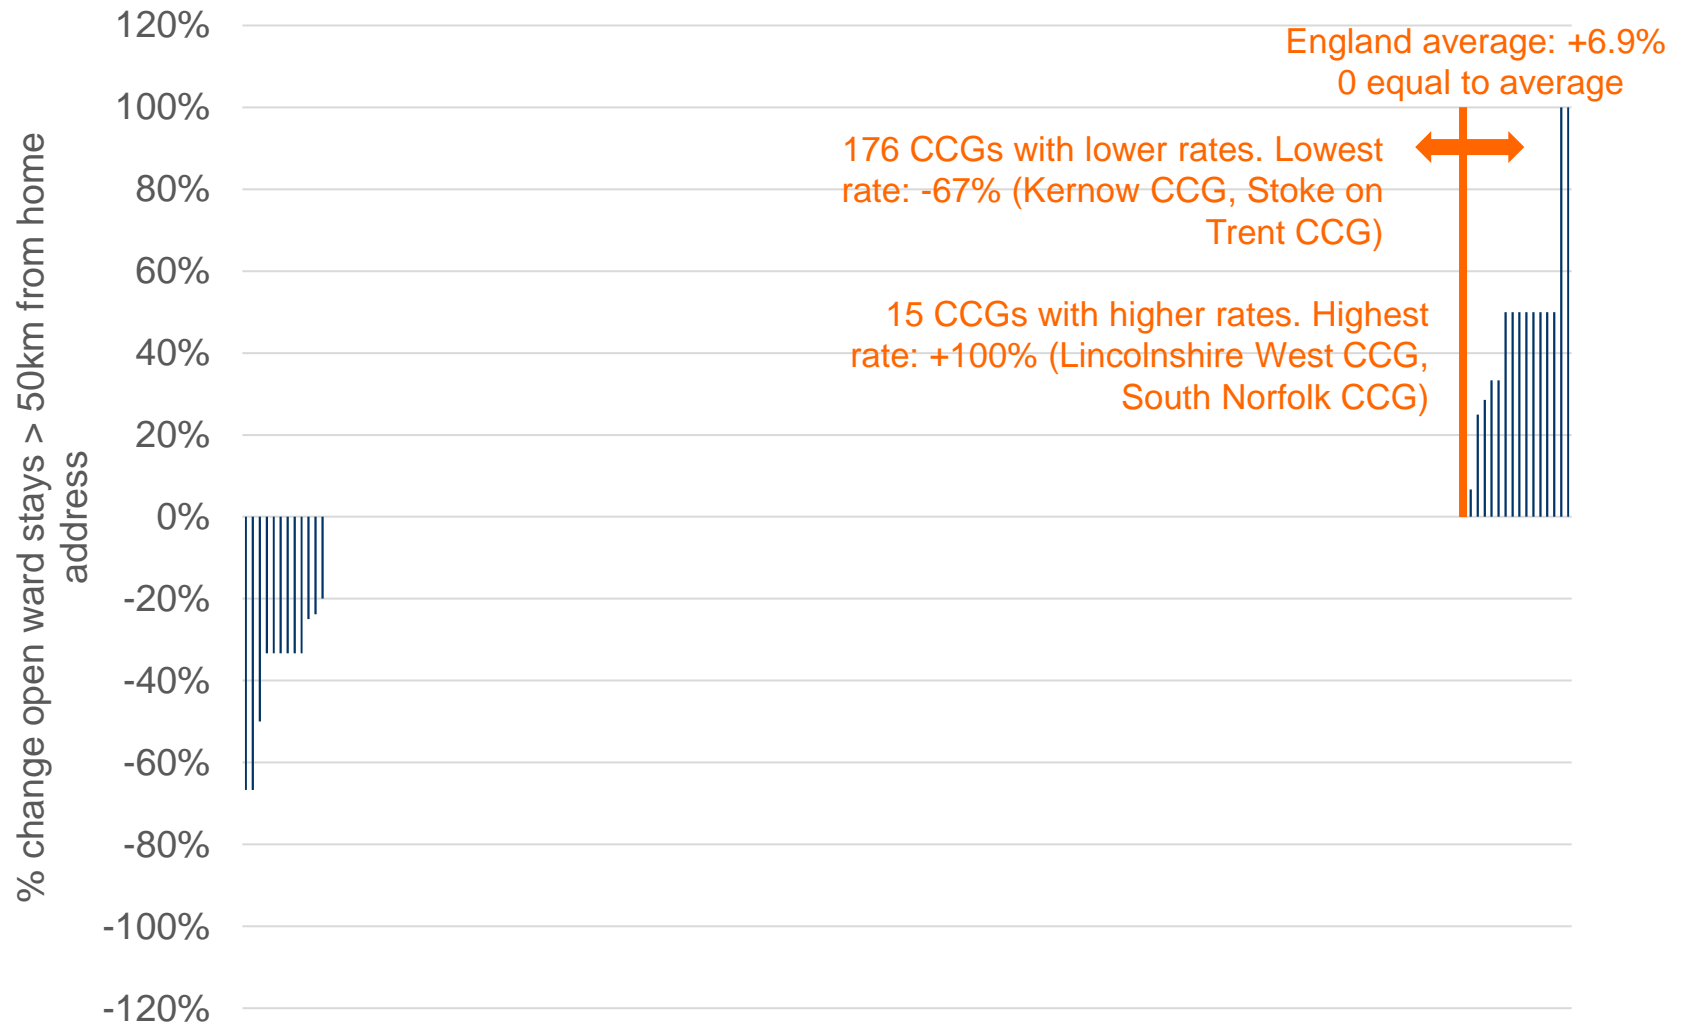 120%
100%
80%
60%
40%
20%
0%
-20%
-40%
-60%
-80%
-100%
-120%
% change open ward stays > 50km from home
address
England average: +6.9%
0 equal to average
176 CCGs with lower rates. Lowest
rate: -67% (Kernow CCG, Stoke on
Trent CCG)
15 CCGs with higher rates. Highest
rate: +100% (Lincolnshire West CCG,
South Norfolk CCG)